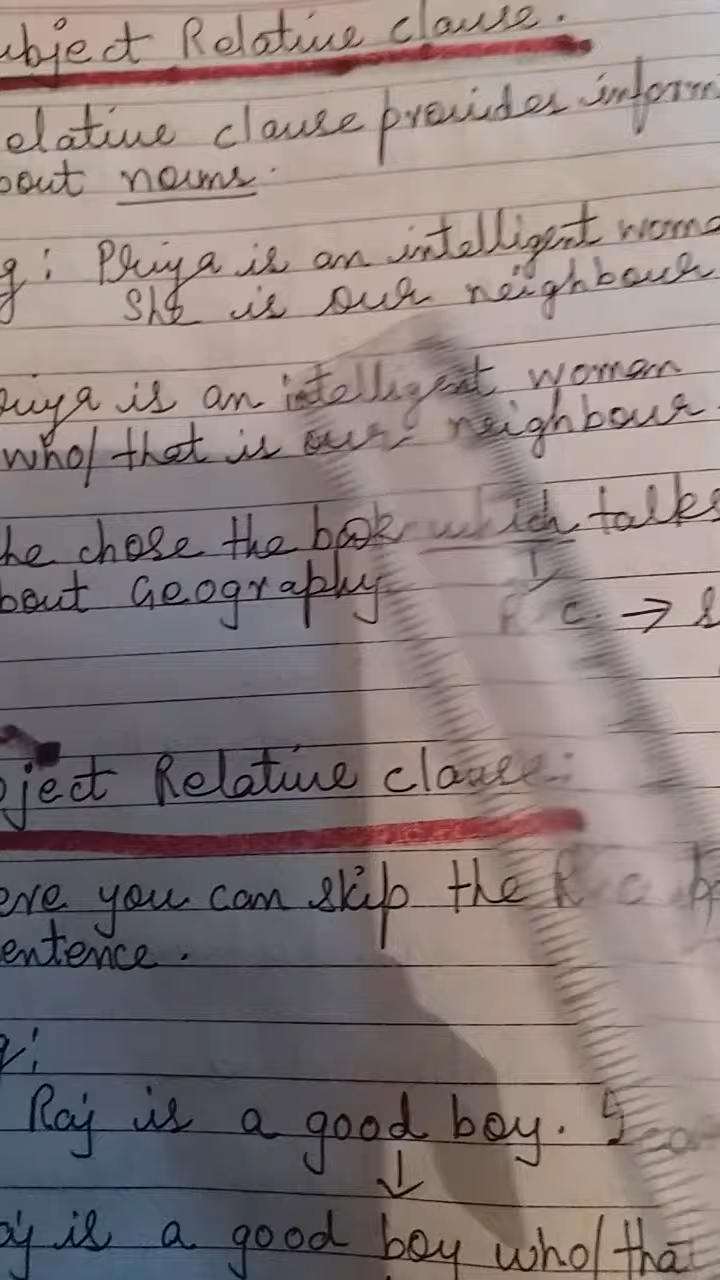 ubject Relative clause.
elative clause provides inform
bout nouns.
g: Priya is an intelligent woma
She is our neighbour
riya is an intelligent woman
who/that is our neighbour.
he chose the book which talks
bout Geography
R C. →
bject Relative clause:
ere you can skip the R C
entence.
g:
Raj is a good boy. I
↓
aj is a good boy who/tha